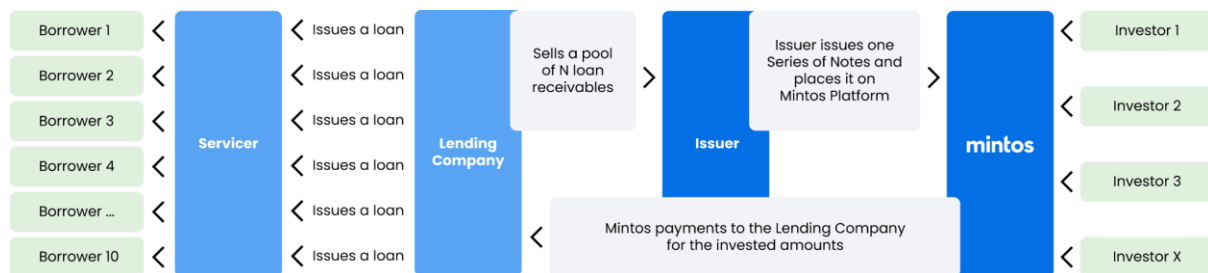 Borrower 1
Borrower 2
Borrower 3
Borrower 4
Borrower ...
Borrower 10
Servicer
Issues a loan
Issues a loan
Issues a loan
Issues a loan
Issues a loan
Issues a loan
Lending
Company
Sells a pool
of N loan
receivables
Issuer
Issuer issues one
Series of Notes and
places it on
Mintos Platform
Mintos payments to the Lending Company
for the invested amounts
mintos
Investor 1
Investor 2
Investor 3
Investor X